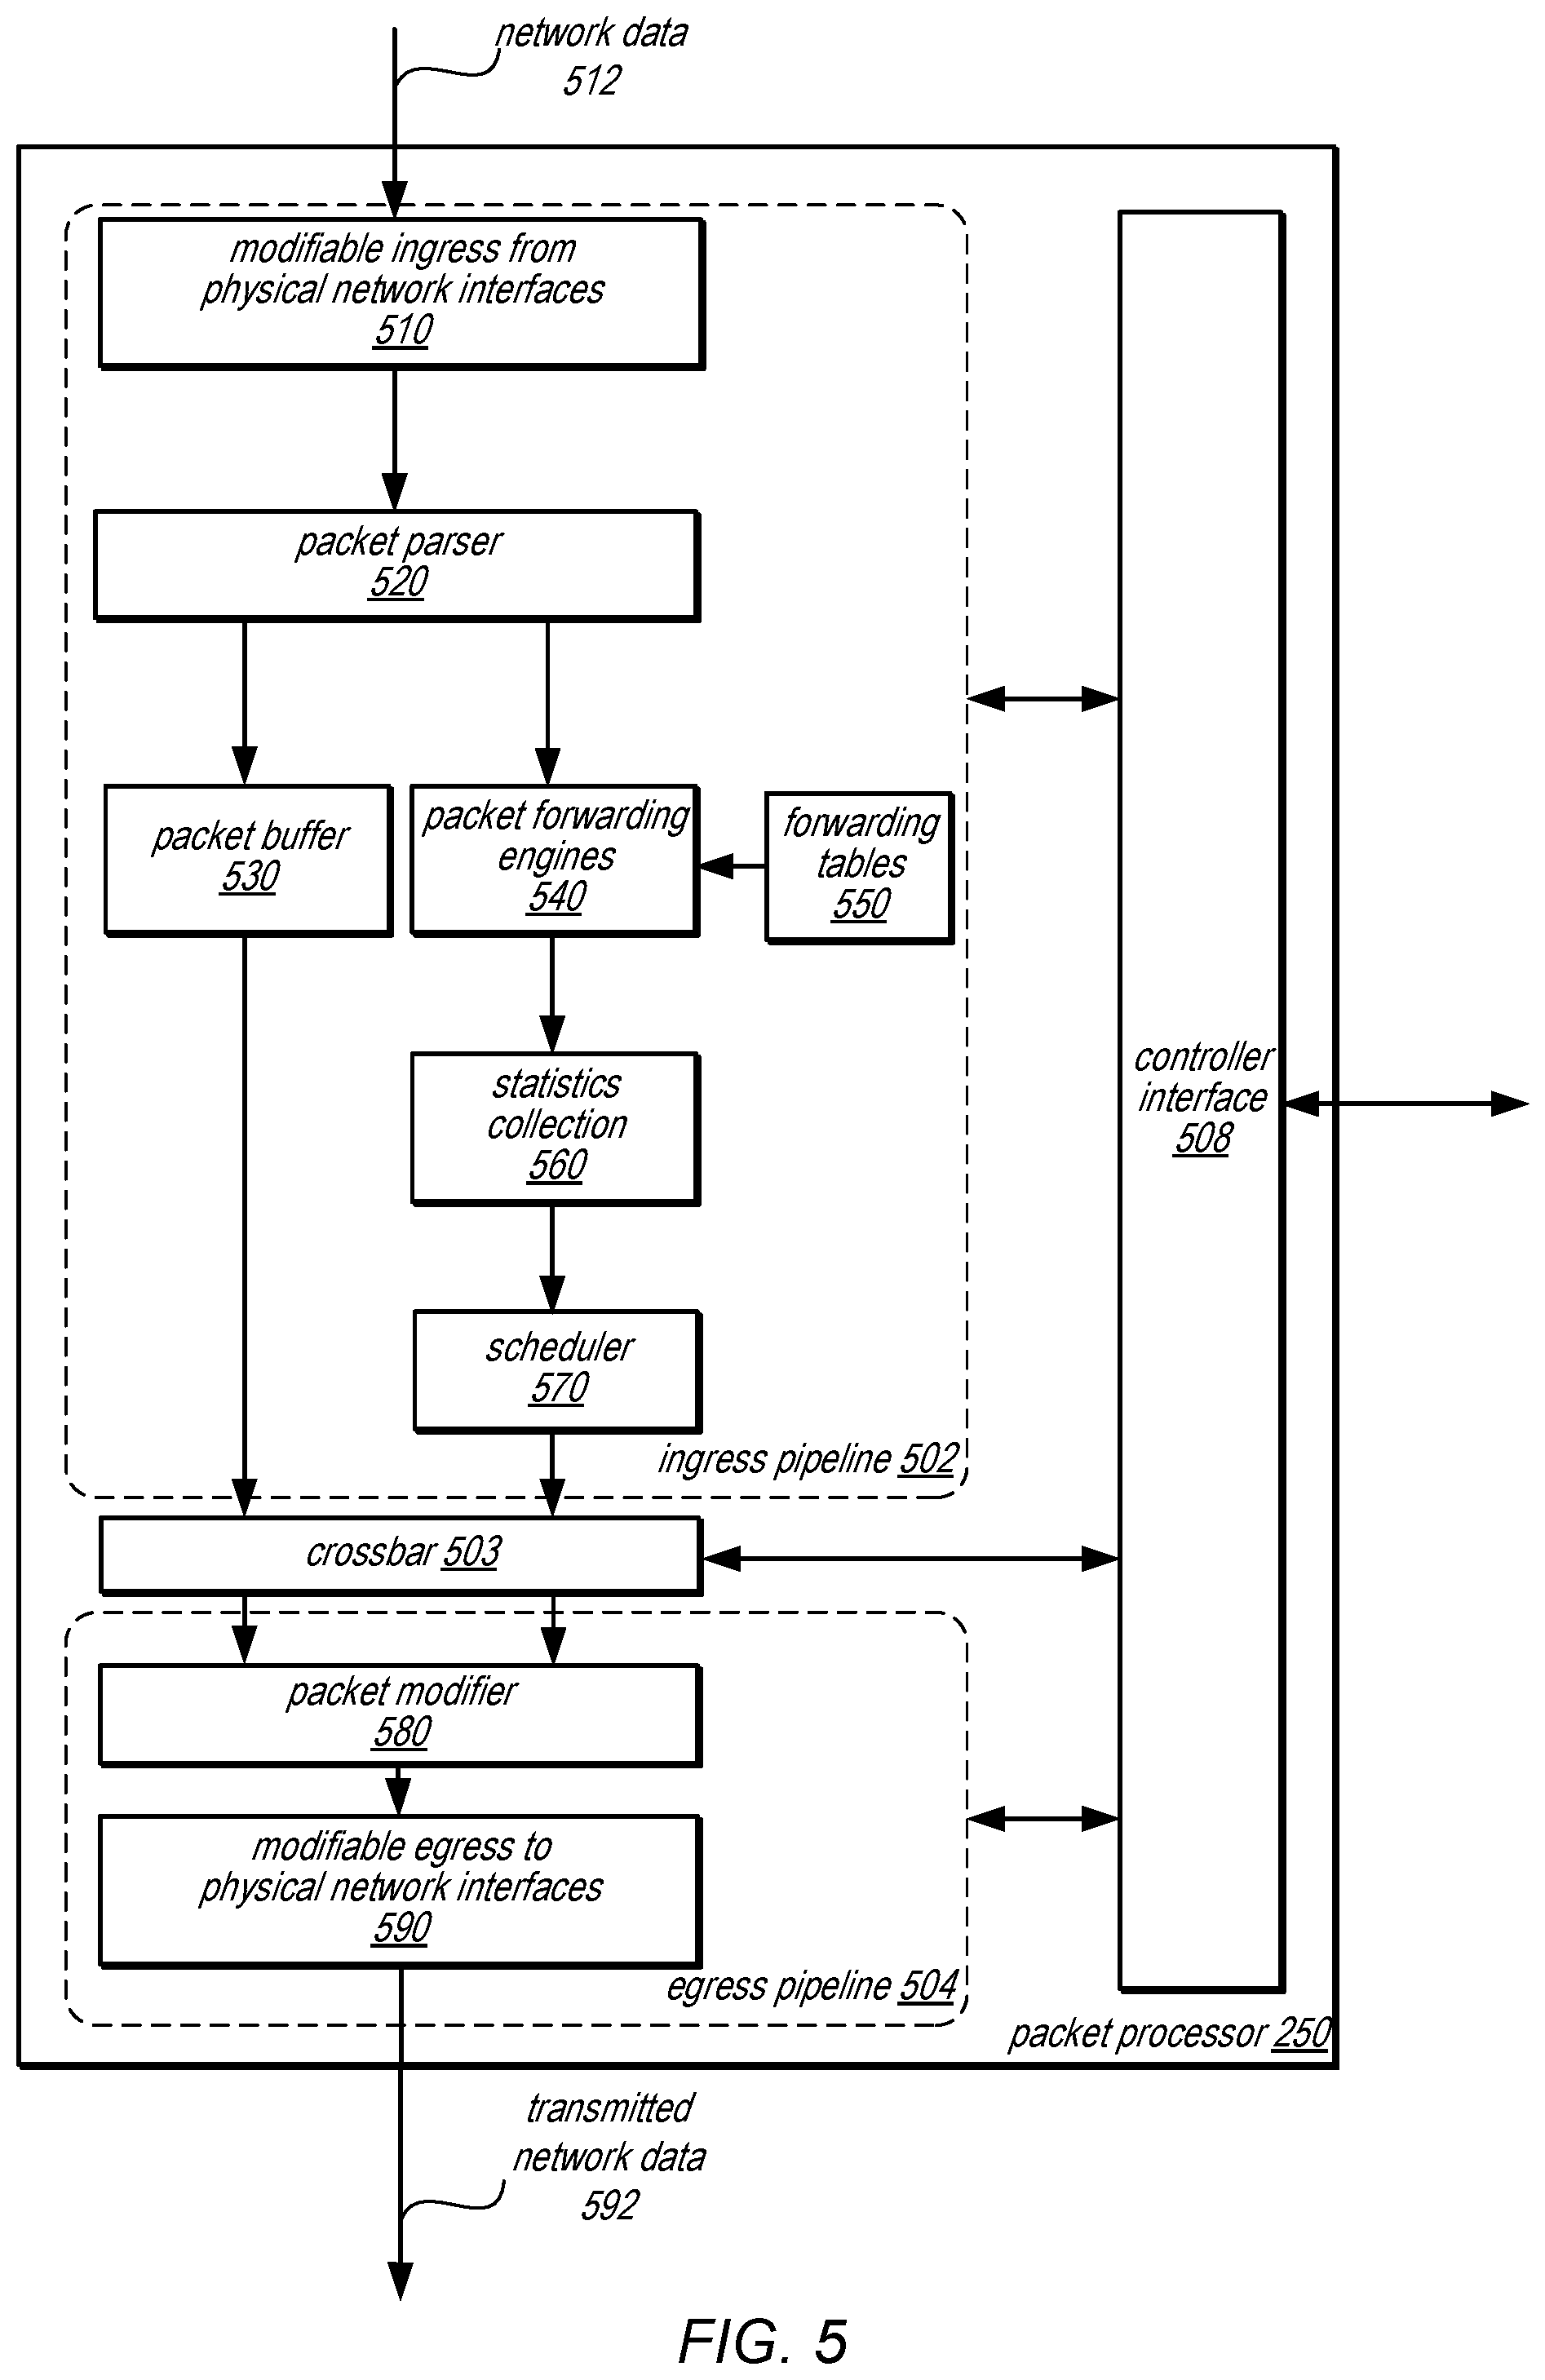 network data
512
modifiable ingress from
physical network interfaces
510
packet parser
520
packet buffer
530
packet forwarding
engines
540
forwarding
tables
550
statistics
collection
560
controller
interface
508
scheduler
570
ingress pipeline 502
crossbar 503
packet modifier
580
modifiable egress to
physical network interfaces
590
egress pipeline 504
packet processor 250
transmitted
network data
592
FIG. 5